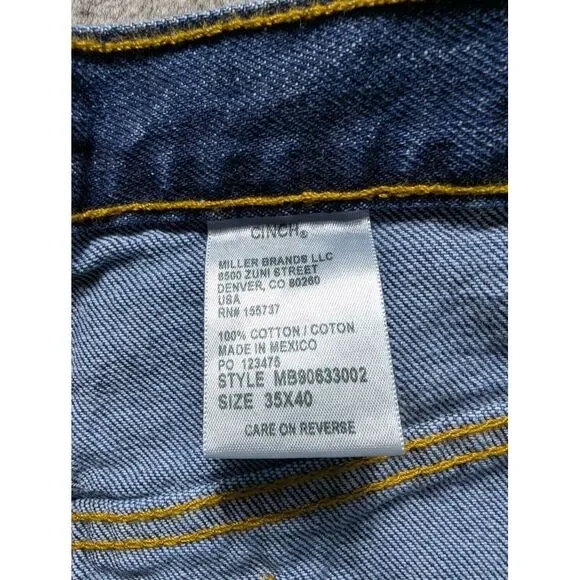 CINCH®
MILLER BRANDS LLC
8500 ZUNI STREET
DENVER, CO 80260
USA
RN# 155737
100% COTTON / COTON
MADE IN MEXICO
PO 123476
STYLE MB90633002
SIZE 35X40
CARE ON REVERSE